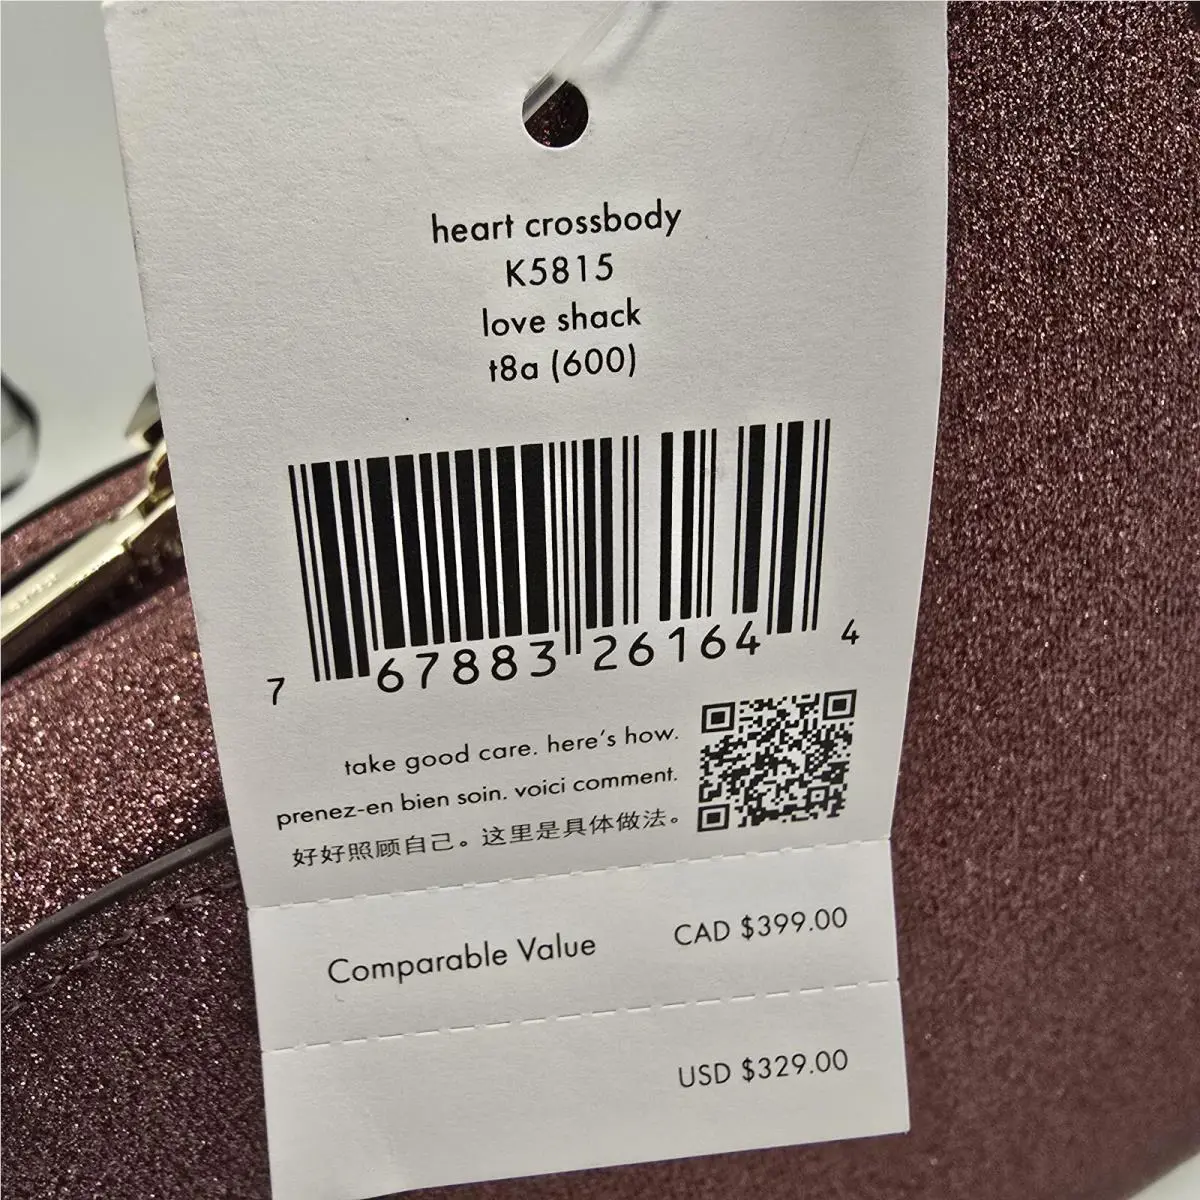 heart crossbody
K5815
love shack
t8a (600)
7 67883 26164 4
take good care. here's how.
prenez-en bien soin. voici comment.
好好照顾自己。这里是具体做法。
Comparable Value CAD $399.00
USD $329.00